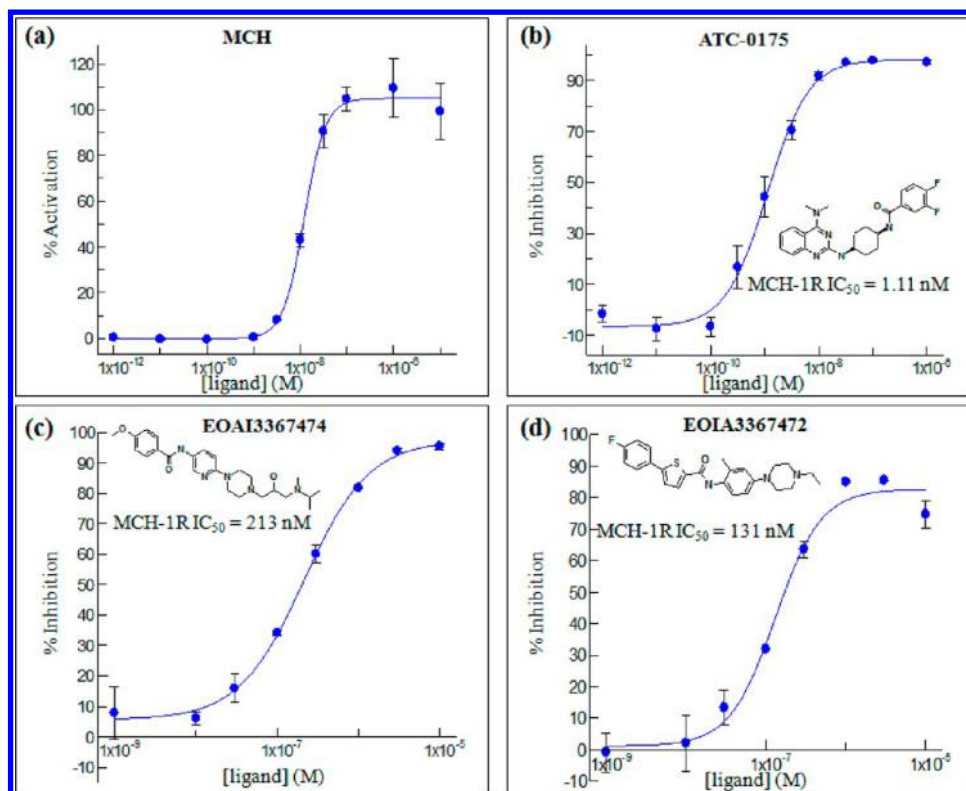 (a)
MCH
120
100
80
60
40
20
0
% Activation
1x10-12
1x10-10
1x10-8
1x10-6
[ligand] (M)
(b)
ATC-0175
90
70
50
30
10
-10
% Inhibition
N
N
N
N
O
N
F
F
MCH-1R IC50 = 1.11 nM
1x10-12
1x10-10
1x10-8
1x10-6
[ligand] (M)
(c)
EOAI3367474
100
90
80
70
60
50
40
30
20
10
0
-10
% Inhibition
O
O
N
N
N
N
O
N
MCH-1R IC50 = 213 nM
1x10-9
1x10-7
1x10-5
[ligand] (M)
(d)
EOIA3367472
100
90
80
70
60
50
40
30
20
10
0
-10
% Inhibition
F
S
O
N
N
N
MCH-1R IC50 = 131 nM
1x10-9
1x10-7
1x10-5
[ligand] (M)